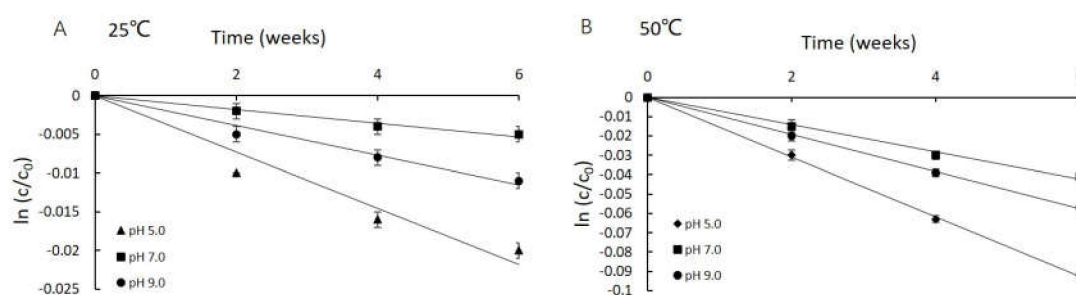 A 25℃
Time (weeks)
0 2 4 6
0
-0.005
-0.01
-0.015
-0.02
-0.025
ln (c/c0)
pH 5.0
pH 7.0
pH 9.0
B 50℃
Time (weeks)
0 2 4
0
-0.01
-0.02
-0.03
-0.04
-0.05
-0.06
-0.07
-0.08
-0.09
-0.1
ln (c/c0)
pH 5.0
pH 7.0
pH 9.0